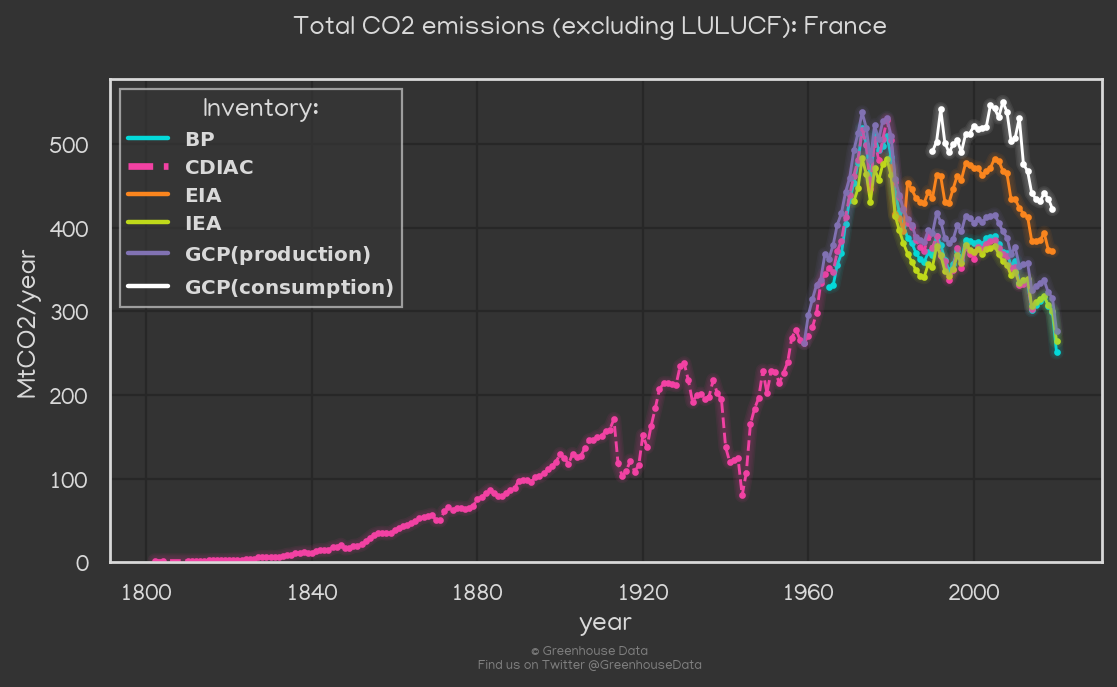 Total CO2 emissions (excluding LULUCF): France
Inventory:
BP
CDIAC
EIA
IEA
GCP(production)
GCP(consumption)
MtCO2/year
500
400
300
200
100
0
1800 1840 1880 1920 1960 2000
year
© Greenhouse Data
Find us on Twitter @GreenhouseData